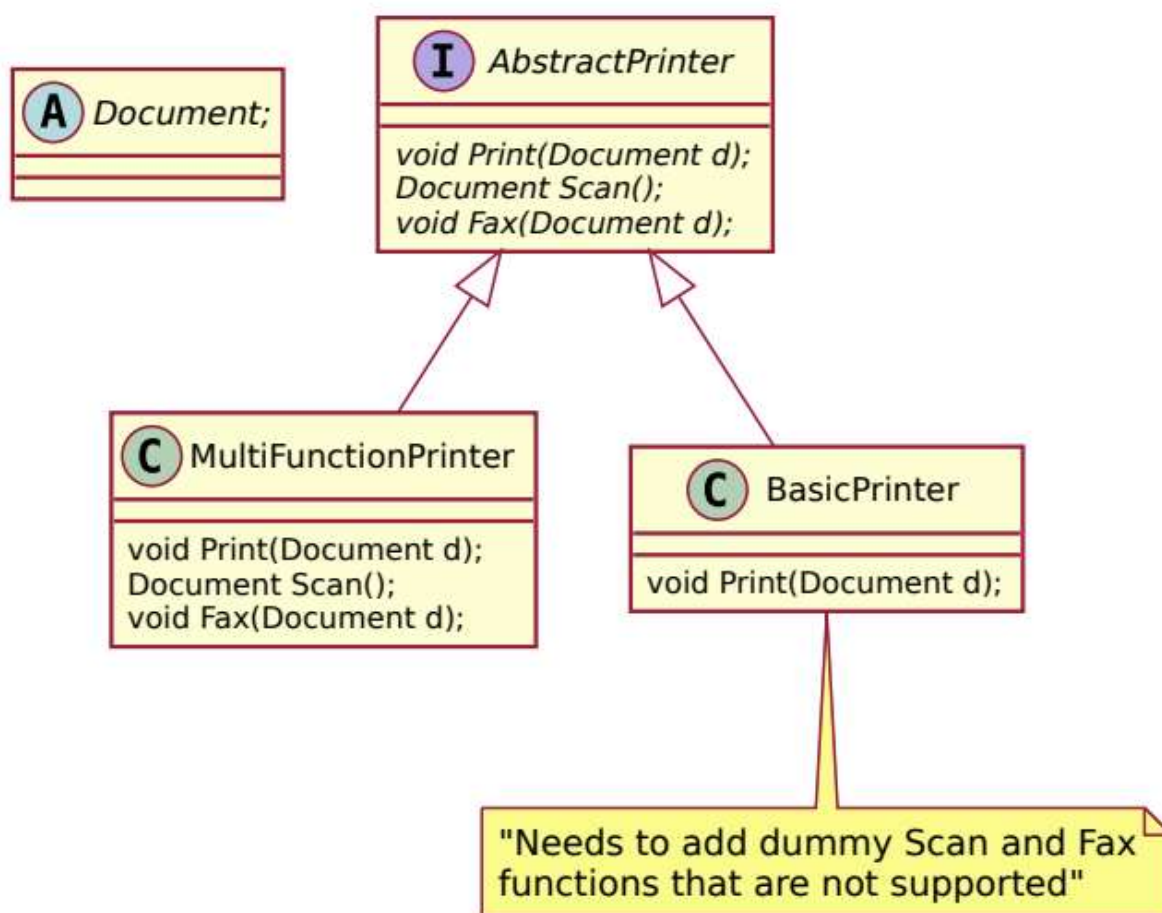 A Document;
I AbstractPrinter
void Print(Document d);
Document Scan();
void Fax(Document d);
C MultiFunctionPrinter
void Print(Document d);
Document Scan();
void Fax(Document d);
C BasicPrinter
void Print(Document d);
"Needs to add dummy Scan and Fax
functions that are not supported"